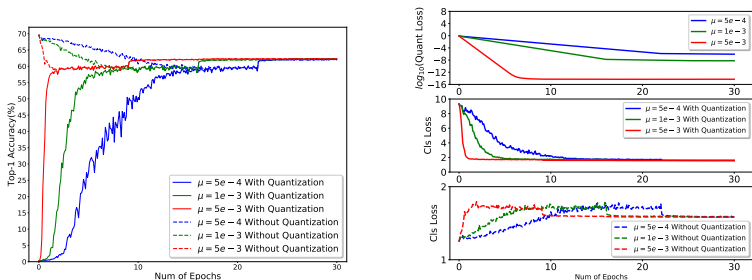 80
75
70
65
60
55
50
45
40
35
30
25
20
15
10
5
0
Top-1 Accuracy(%)
μ = 5e − 4 With Quantization
μ = 1e − 3 With Quantization
μ = 5e − 3 With Quantization
μ = 5e − 4 Without Quantization
μ = 1e − 3 Without Quantization
μ = 5e − 3 Without Quantization
0 10 20 30
Num of Epochs
8
4
0
−4
−8
−12
−16
log₁₀(Quant Loss)
μ = 5e − 4
μ = 1e − 3
μ = 5e − 3
0 10 20 30
10
8
6
4
2
0
Cls Loss
μ = 5e − 4 With Quantization
μ = 1e − 3 With Quantization
μ = 5e − 3 With Quantization
0 10 20 30
2
1
Cls Loss
μ = 5e − 4 Without Quantization
μ = 1e − 3 Without Quantization
μ = 5e − 3 Without Quantization
0 10 20 30
Num of Epochs